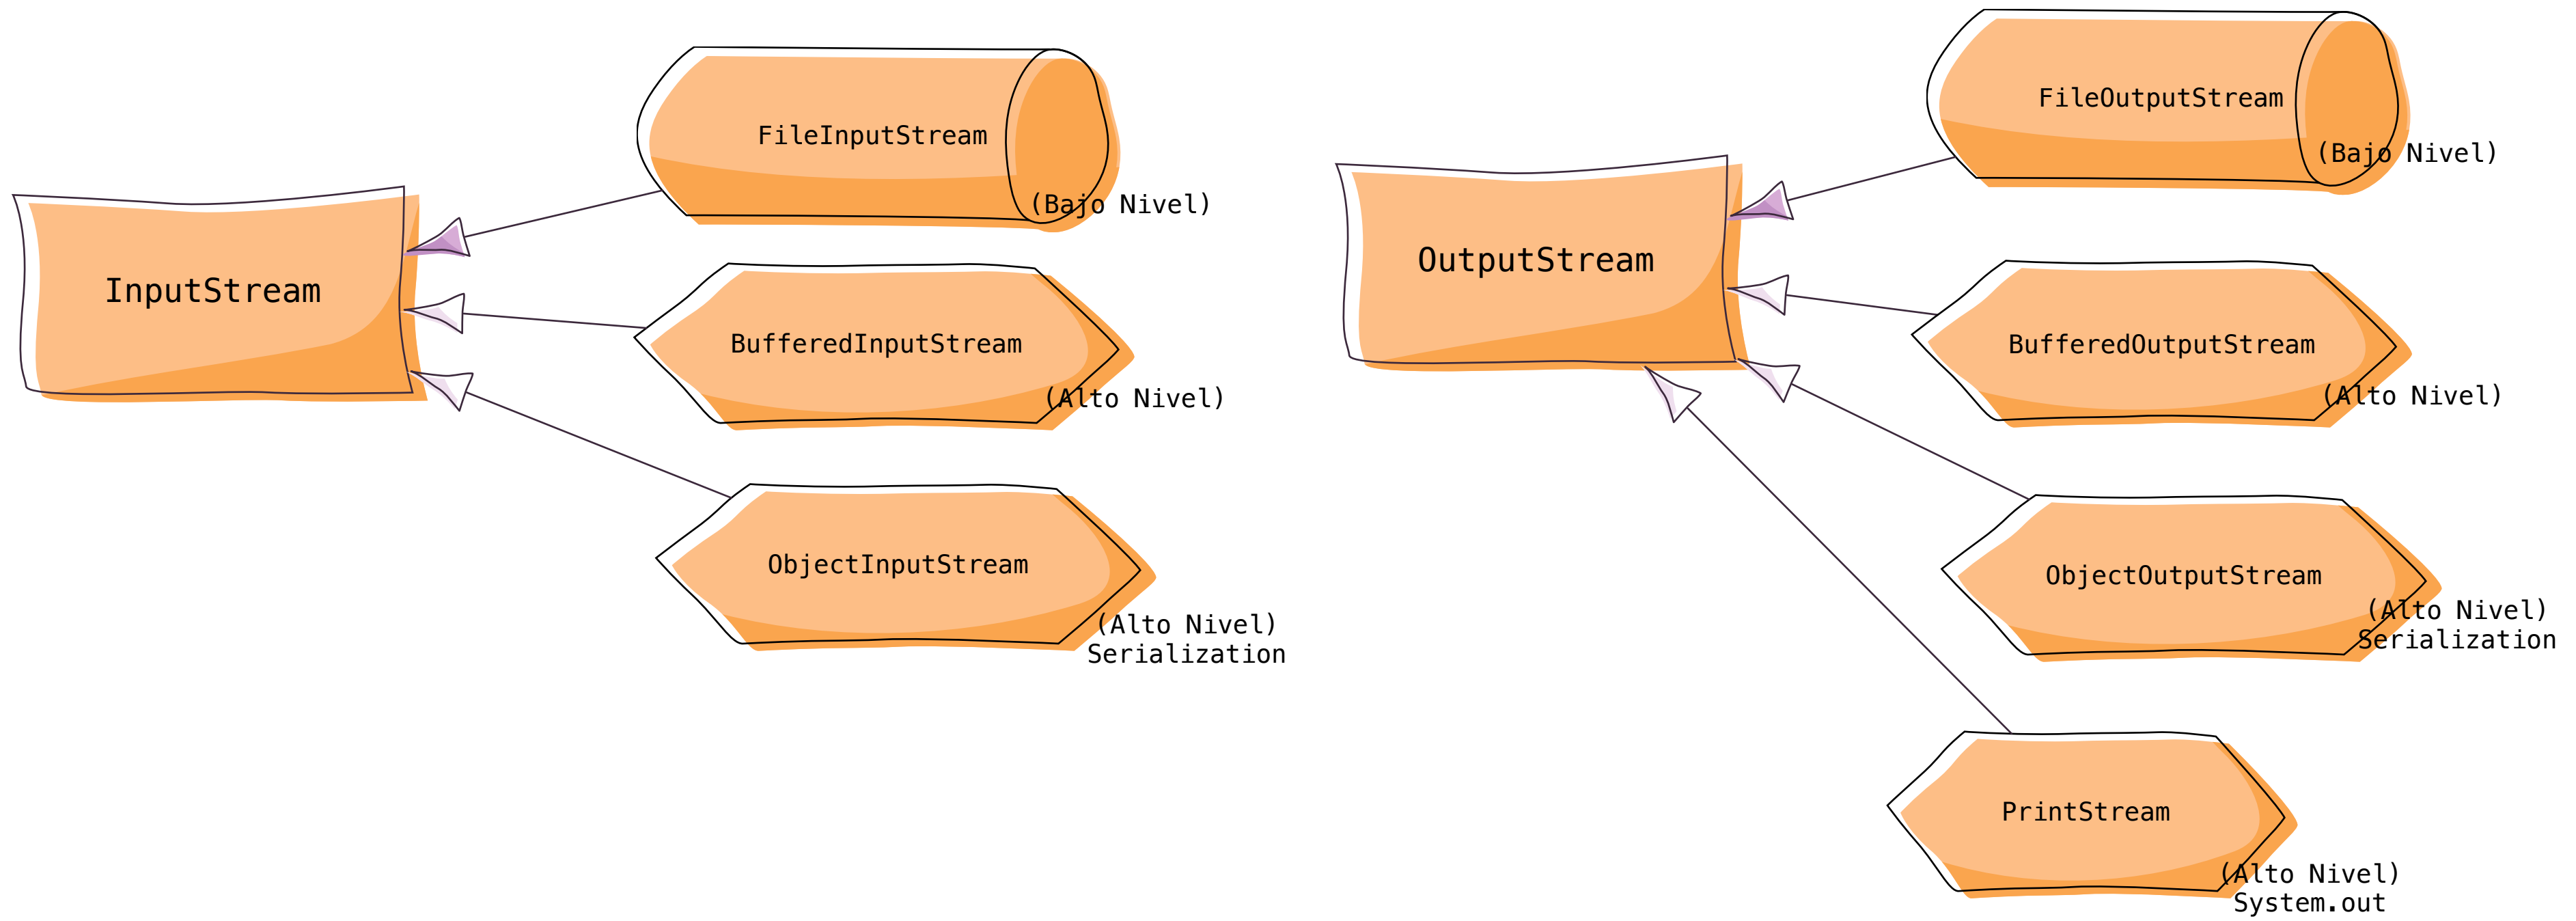 FileInputStream
(Bajo Nivel)
InputStream
BufferedInputStream
(Alto Nivel)
ObjectInputStream
(Alto Nivel)
Serialization
FileOutputStream
(Bajo Nivel)
OutputStream
BufferedOutputStream
(Alto Nivel)
ObjectOutputStream
(Alto Nivel)
Serialization
PrintStream
(Alto Nivel)
System.out